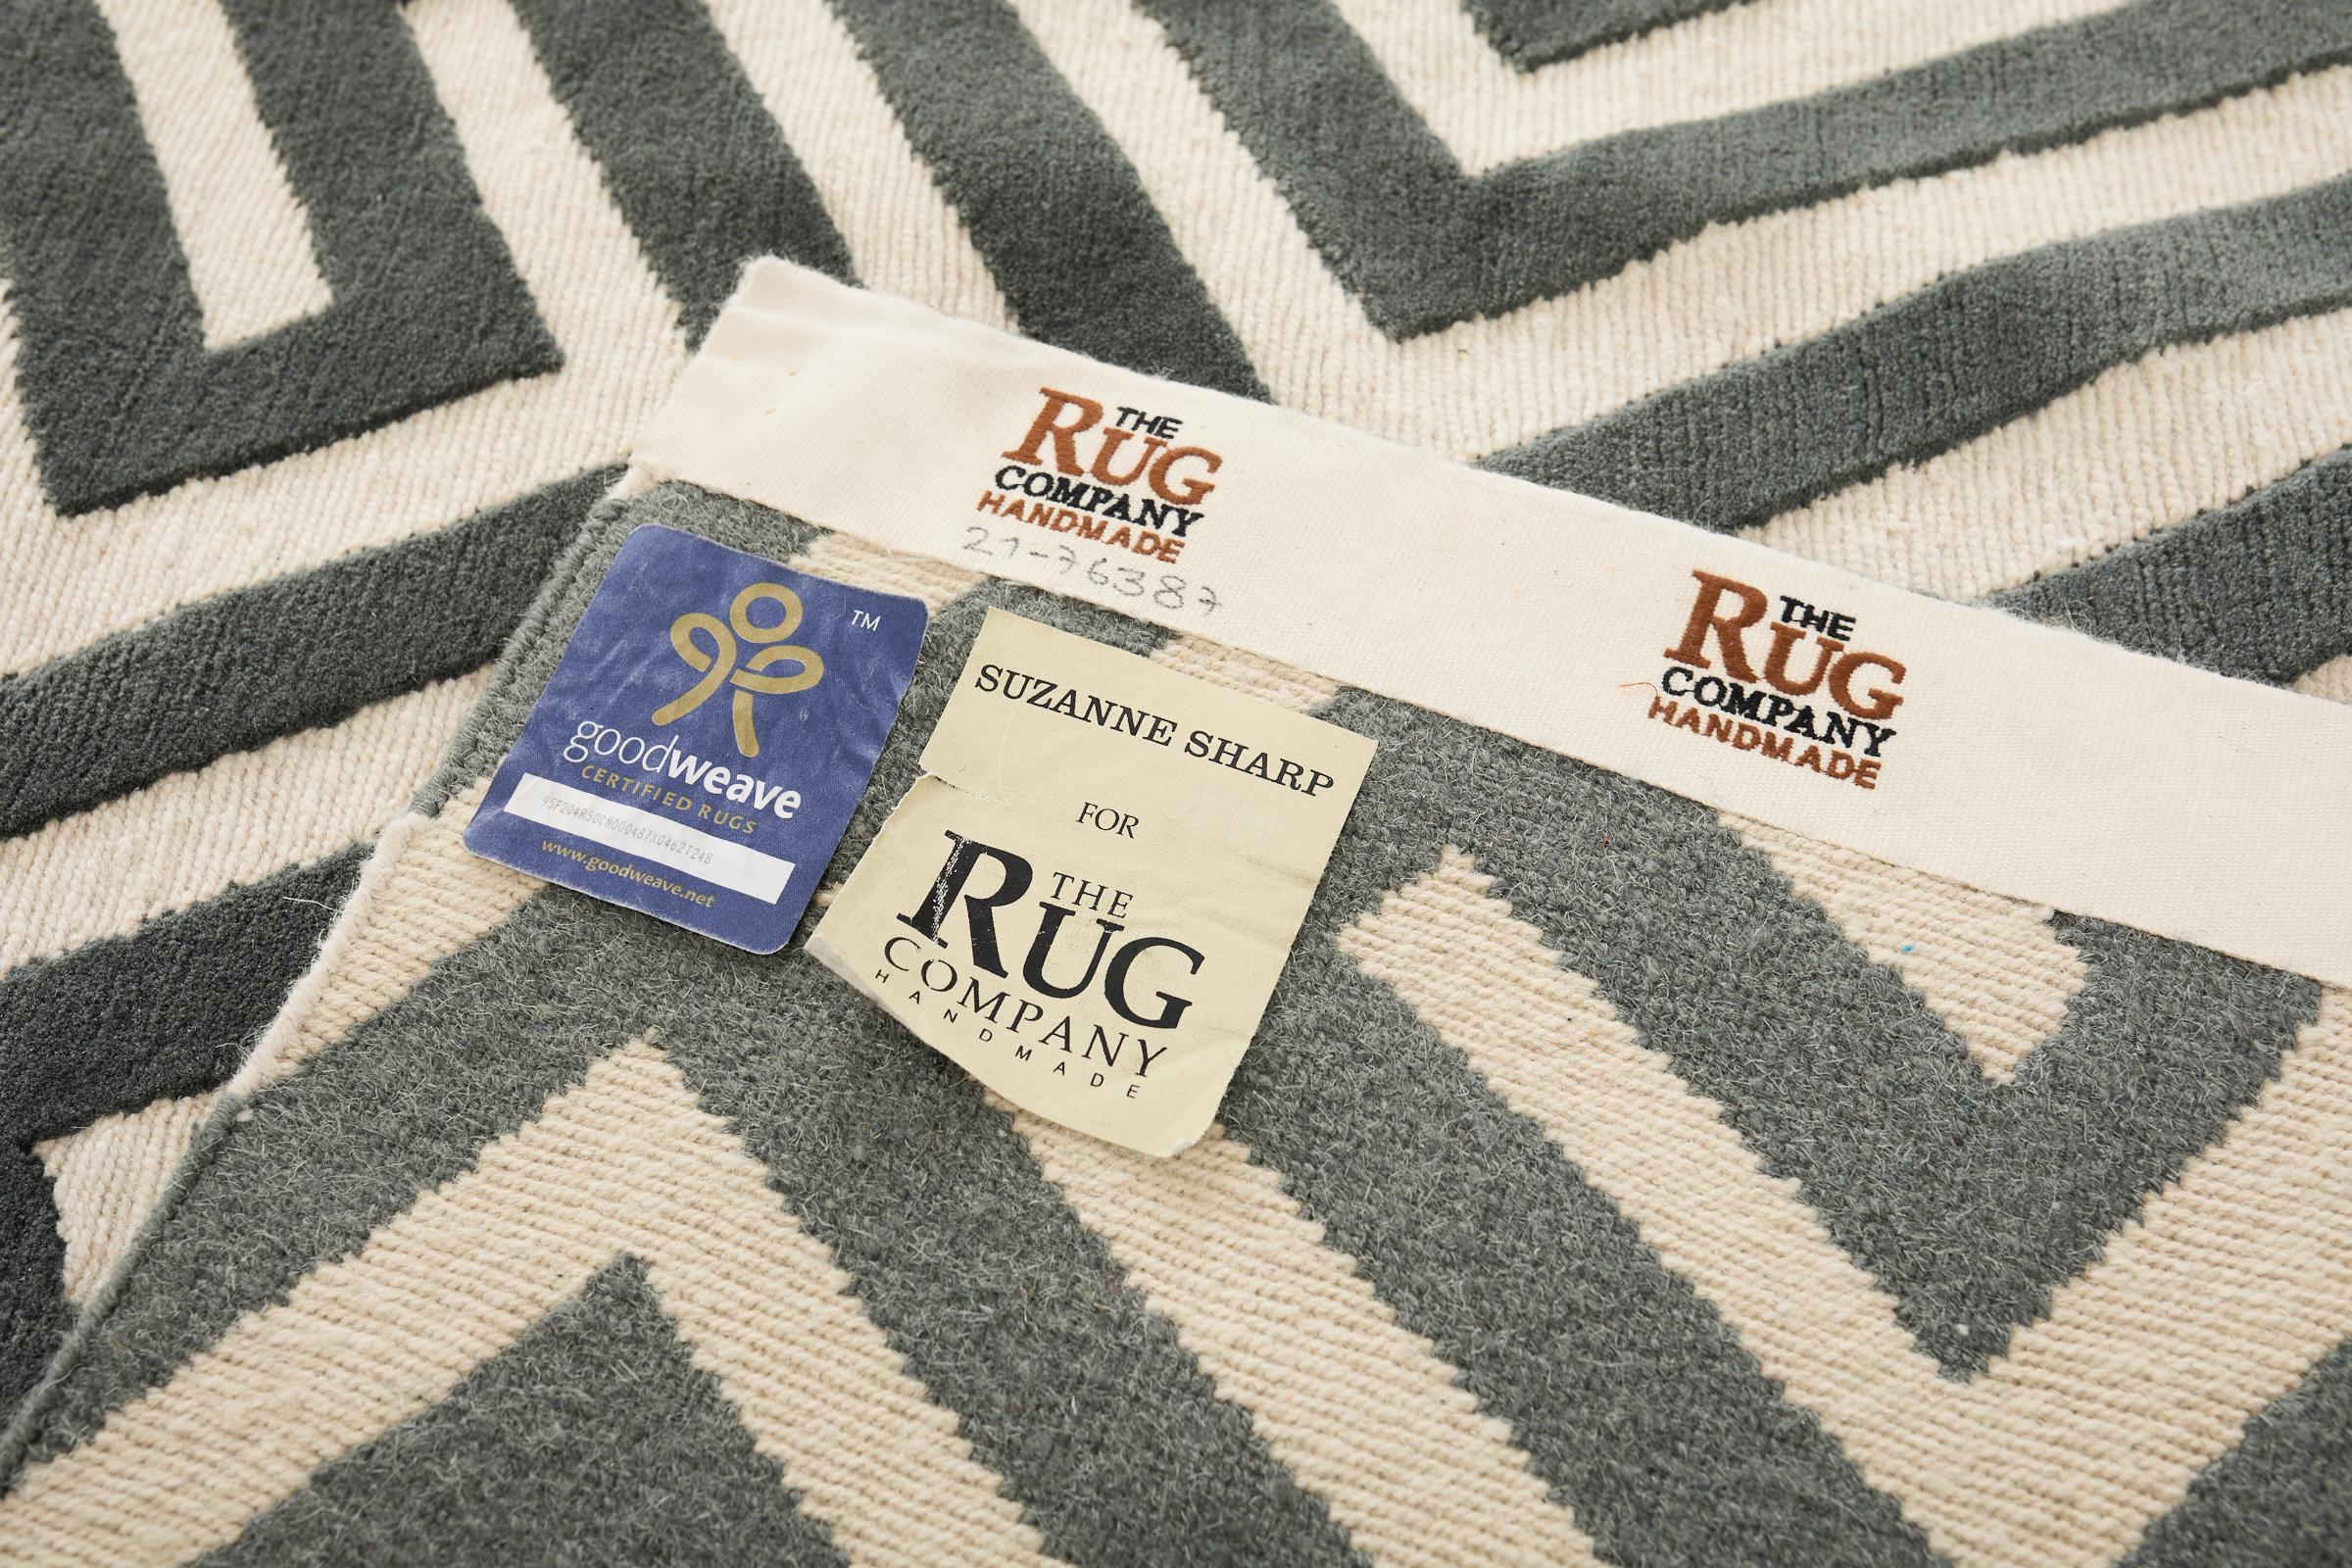 THE
RUG
COMPANY
HANDMADE
21-76387
THE
RUG
COMPANY
HANDMADE
TM
goodweave
CERTIFIED RUGS
www.goodweave.net
SUZANNE SHARP
FOR
THE
RUG
COMPANY
HANDMADE